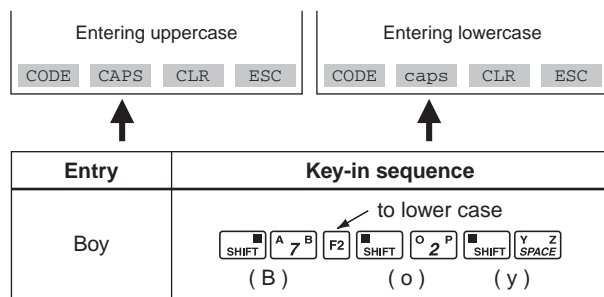 Entering uppercase Entering lowercase
CODE CAPS CLR ESC CODE caps CLR ESC
Entry Key-in sequence
to lower case
Boy SHIFT A 7 B F2 SHIFT O 2 P SHIFT Y Z SPACE
( B ) ( o ) ( y )